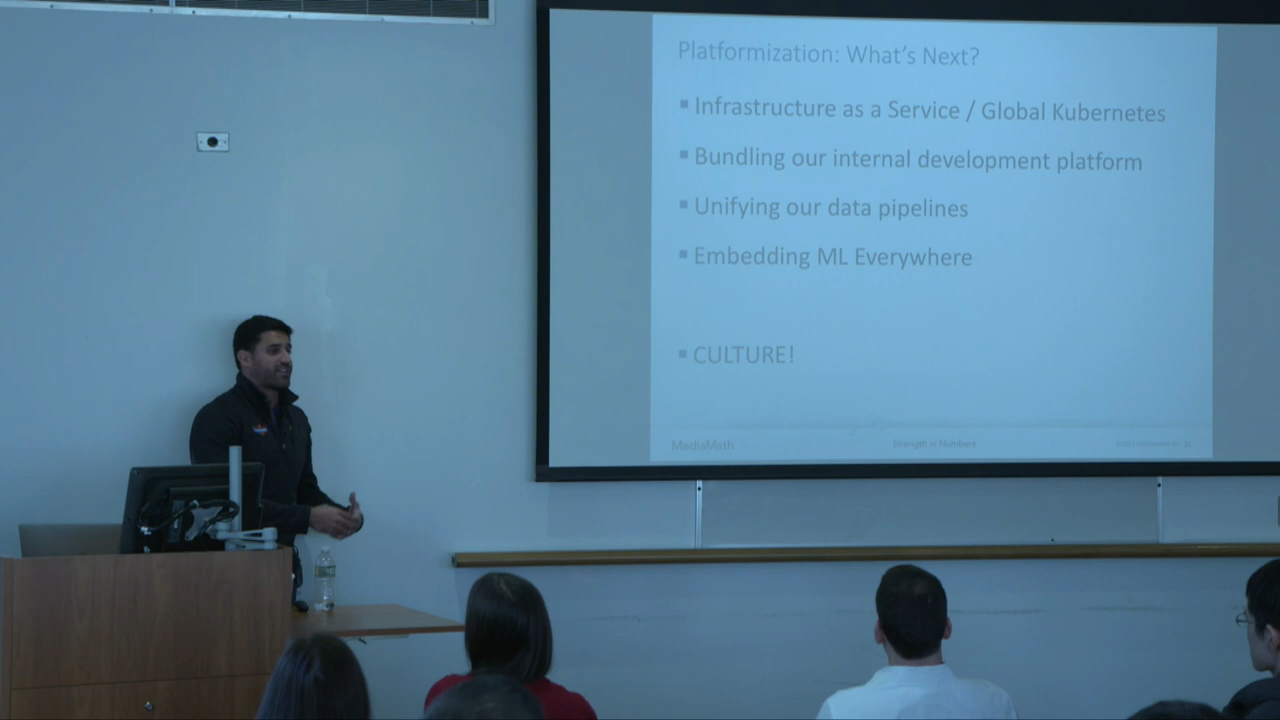 Platformization: What's Next?
▪ Infrastructure as a Service / Global Kubernetes
▪ Bundling our internal development platform
▪ Unifying our data pipelines
▪ Embedding ML Everywhere
▪ CULTURE!
MediaMath
Strength in Numbers